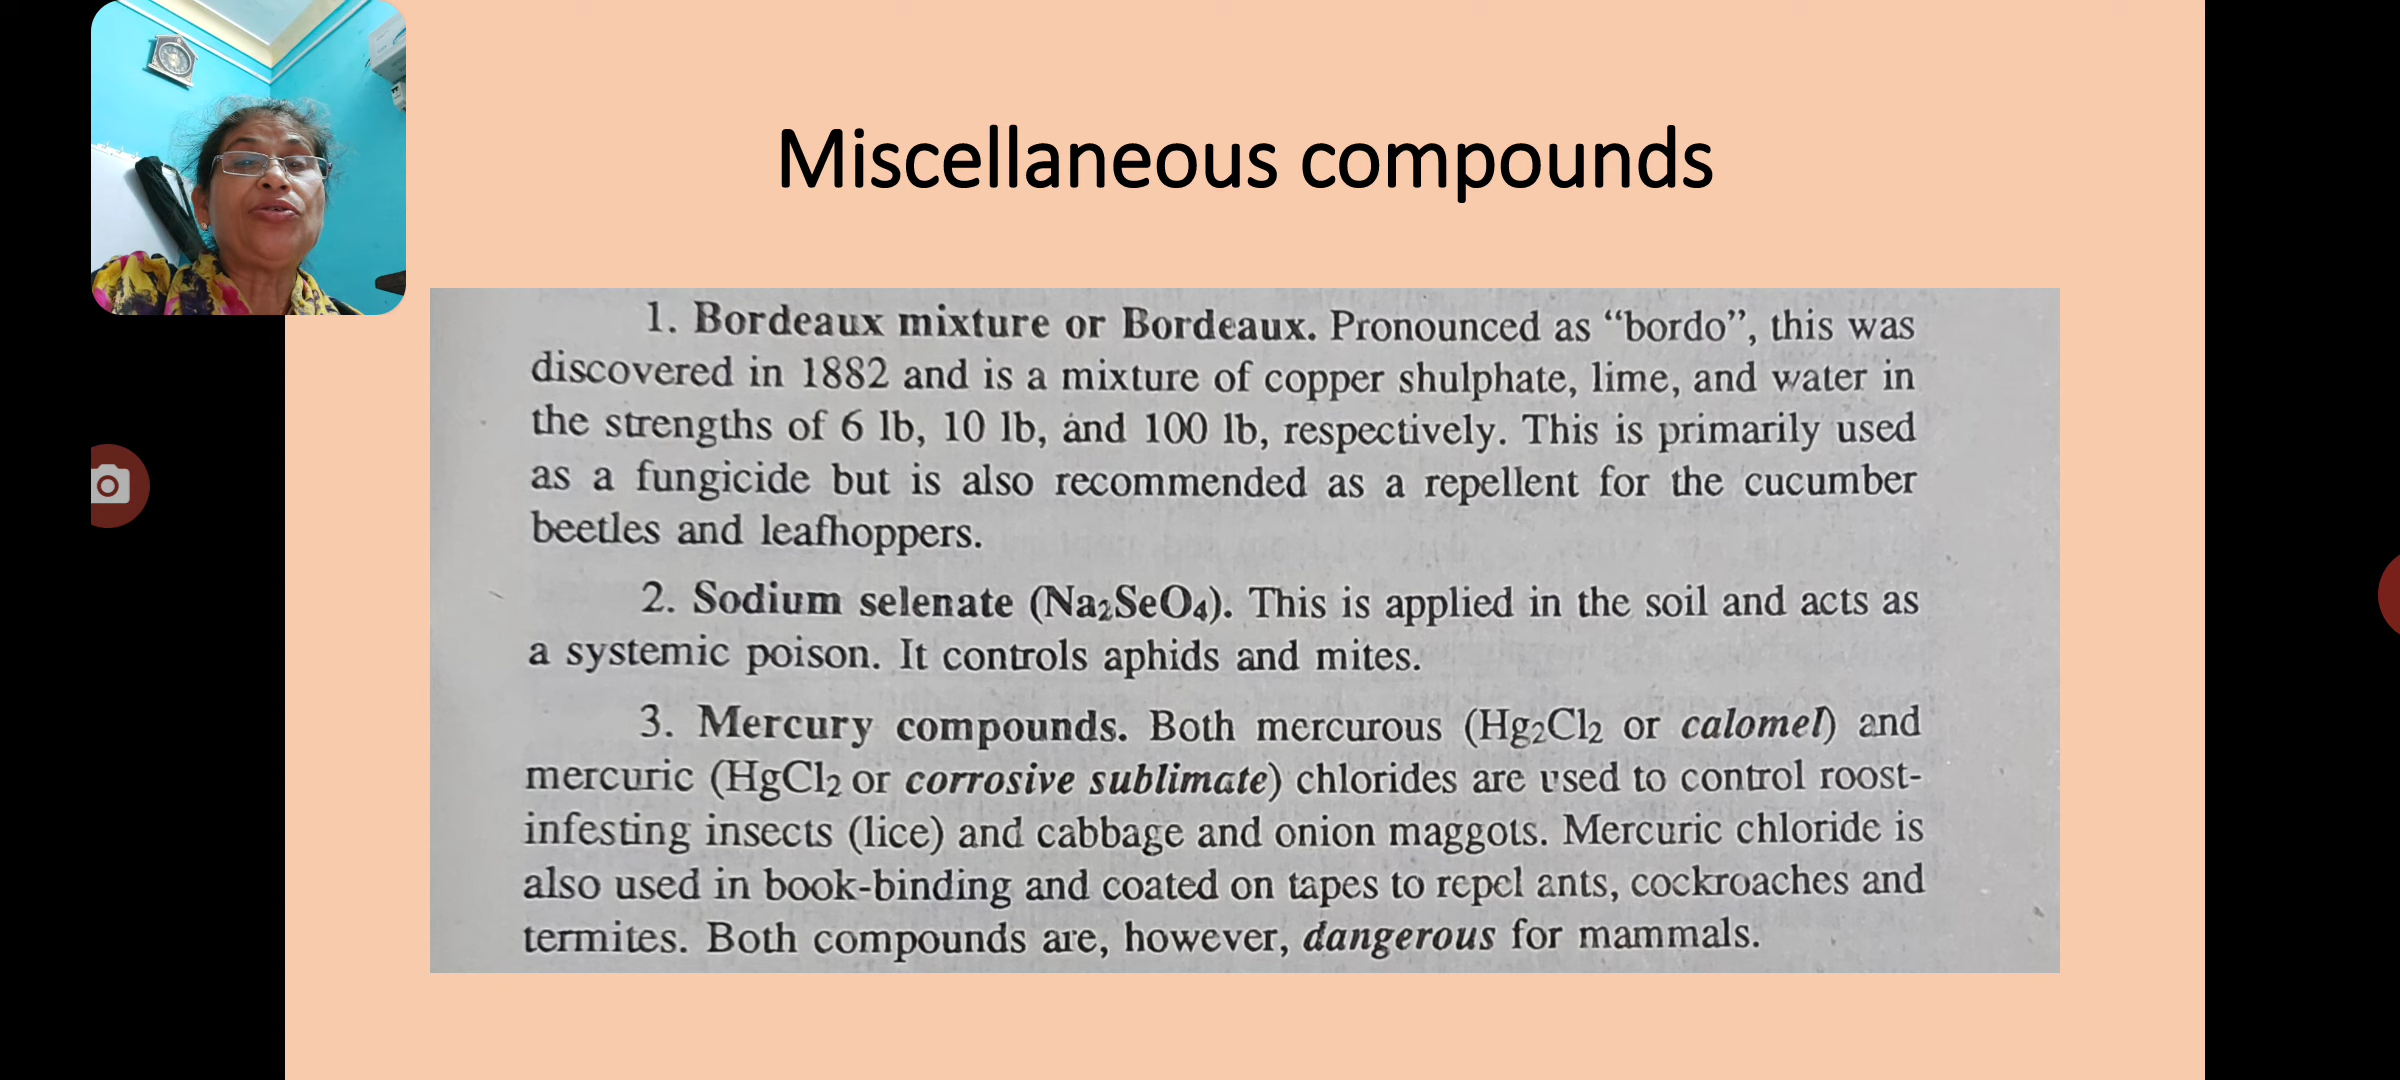 Miscellaneous compounds
1. Bordeaux mixture or Bordeaux. Pronounced as “bordo”, this was
discovered in 1882 and is a mixture of copper shulphate, lime, and water in
the strengths of 6 lb, 10 lb, and 100 lb, respectively. This is primarily used
as a fungicide but is also recommended as a repellent for the cucumber
beetles and leafhoppers.
2. Sodium selenate (Na₂SeO₄). This is applied in the soil and acts as
a systemic poison. It controls aphids and mites.
3. Mercury compounds. Both mercurous (Hg₂Cl₂ or calomel) and
mercuric (HgCl₂ or corrosive sublimate) chlorides are used to control roost-
infesting insects (lice) and cabbage and onion maggots. Mercuric chloride is
also used in book-binding and coated on tapes to repel ants, cockroaches and
termites. Both compounds are, however, dangerous for mammals.